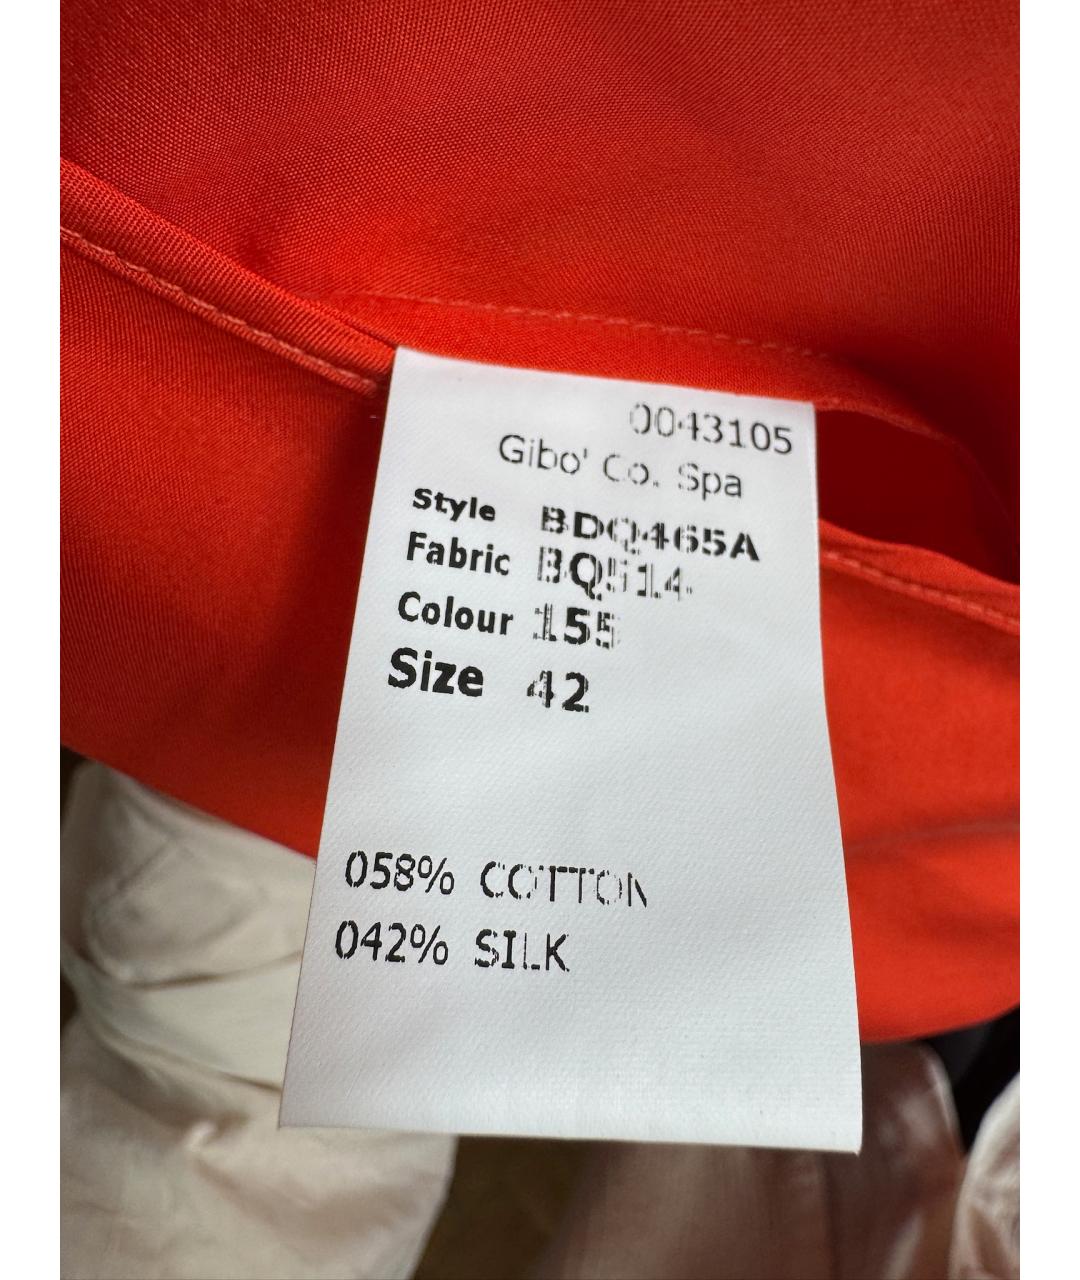 0043105
Gibo' Co. Spa
Style BDQ465A
Fabric BQ514
Colour 155
Size 42
058% COTTON
042% SILK